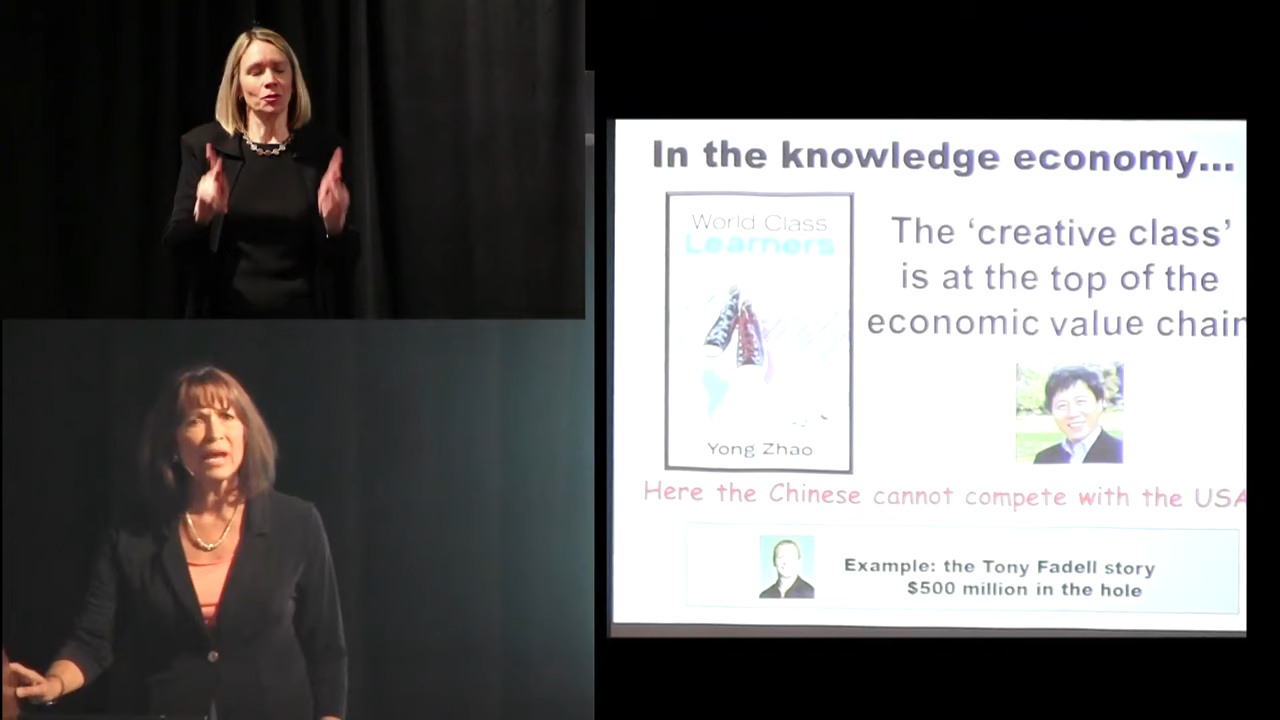 In the knowledge economy...
World Class
Learners
Yong Zhao
The ‘creative class’
is at the top of the
economic value chain
Here the Chinese cannot compete with the USA
Example: the Tony Fadell story
$500 million in the hole